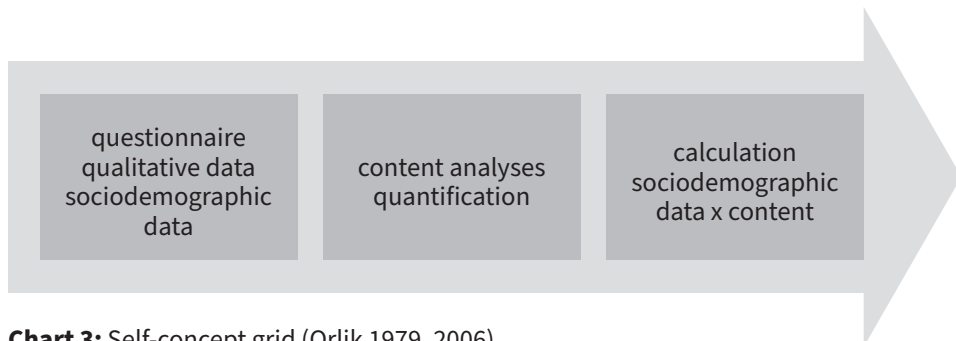 questionnaire
qualitative data
sociodemographic
data
content analyses
quantification
calculation
sociodemographic
data x content
Chart 3: Self-concept grid (Orlik 1979, 2006)